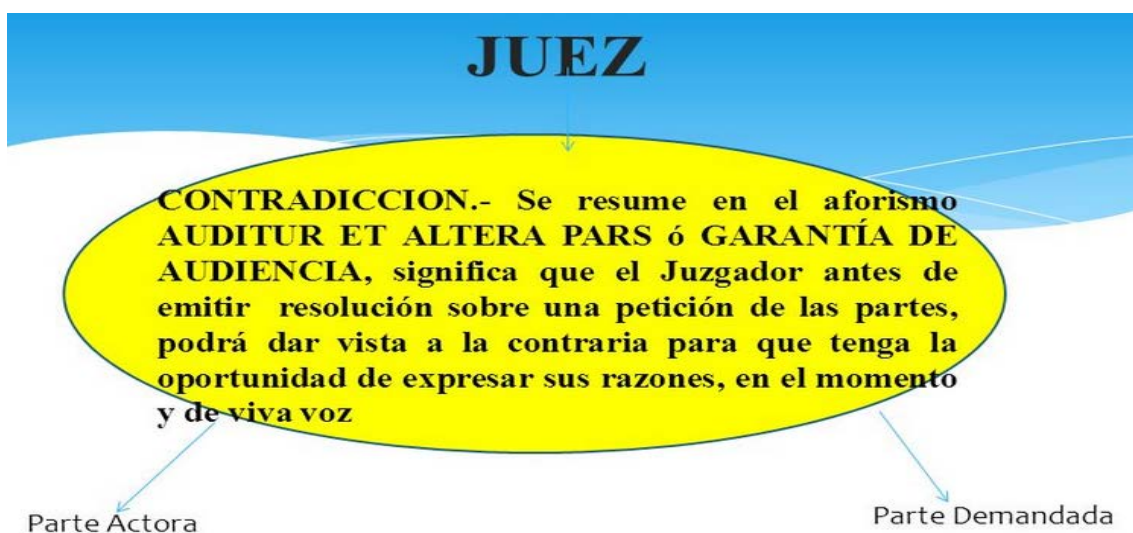 JUEZ
CONTRADICCION.- Se resume en el aforismo
AUDITUR ET ALTERA PARS ó GARANTÍA DE
AUDIENCIA, significa que el Juzgador antes de
emitir resolución sobre una petición de las partes,
podrá dar vista a la contraria para que tenga la
oportunidad de expresar sus razones, en el momento
y de viva voz
Parte Actora
Parte Demandada